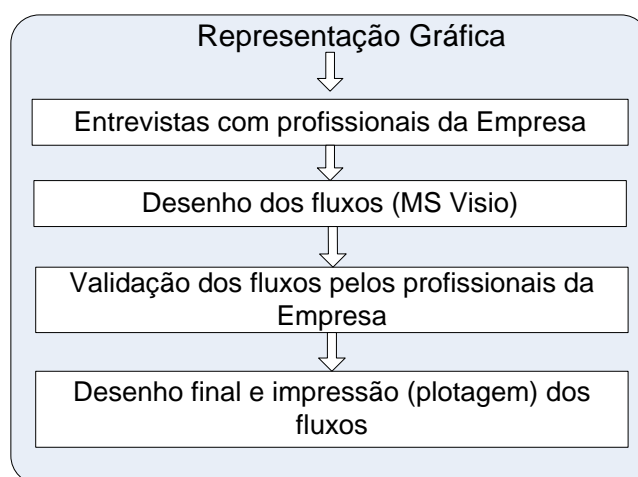 Representação Gráfica
Entrevistas com profissionais da Empresa
Desenho dos fluxos (MS Visio)
Validação dos fluxos pelos profissionais da
Empresa
Desenho final e impressão (plotagem) dos
fluxos